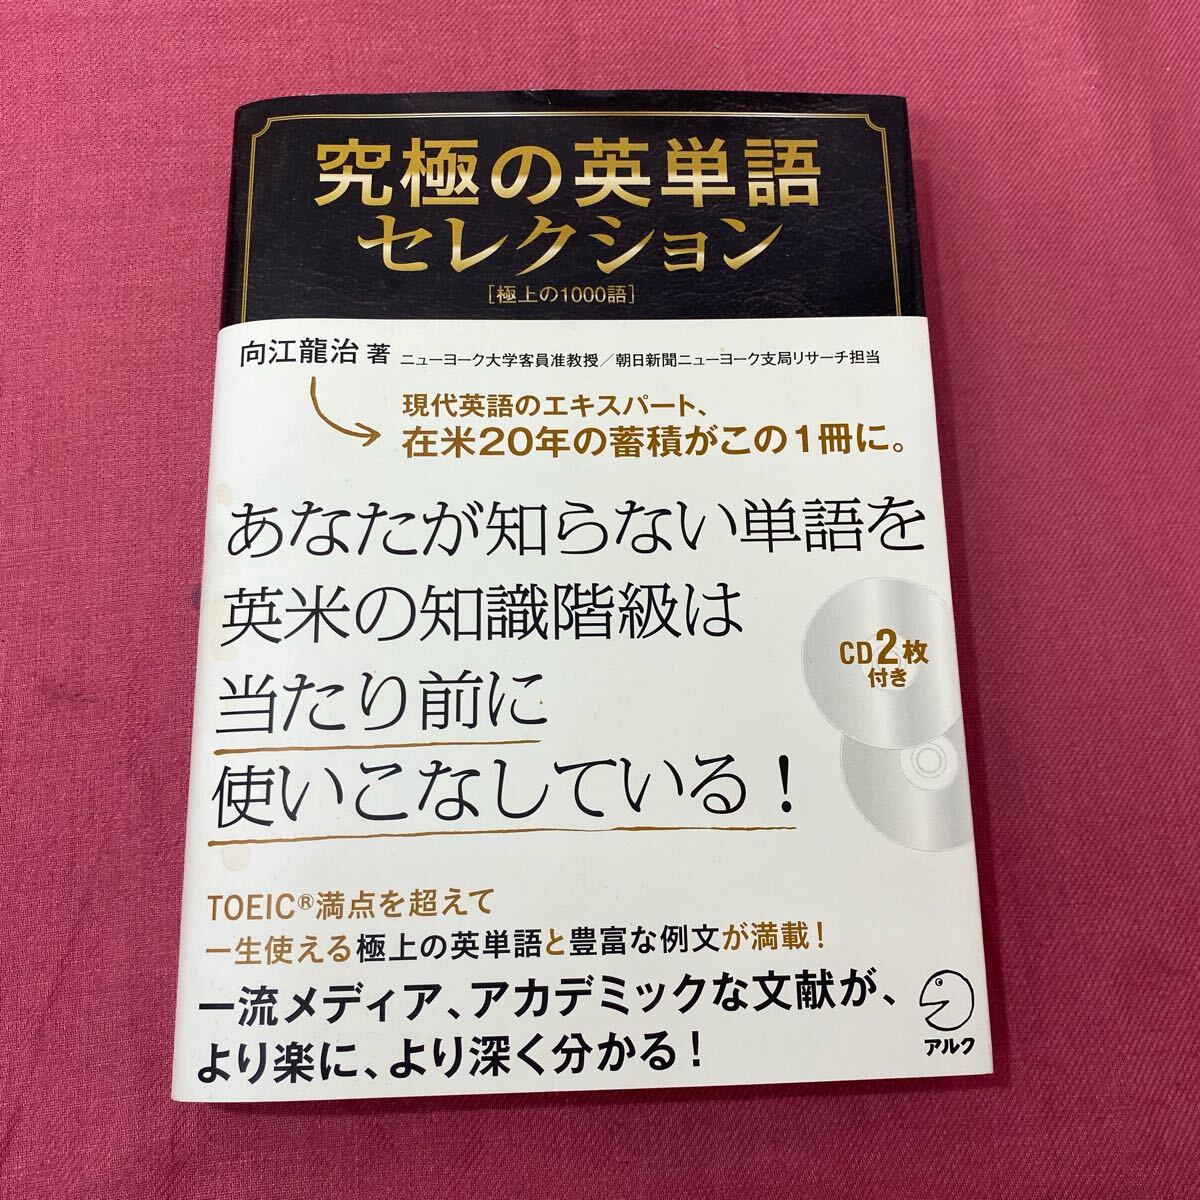 究極の英単語
セレクション
[極上の1000語]
向江龍治 著 ニューヨーク大学客員准教授／朝日新聞ニューヨーク支局リサーチ担当
現代英語のエキスパート、
在米20年の蓄積がこの1冊に。
あなたが知らない単語を
英米の知識階級は
当たり前に
使いこなしている！
CD2枚
付き
TOEIC®満点を超えて
一生使える極上の英単語と豊富な例文が満載！
一流メディア、アカデミックな文献が、
より楽に、より深く分かる！
アルク